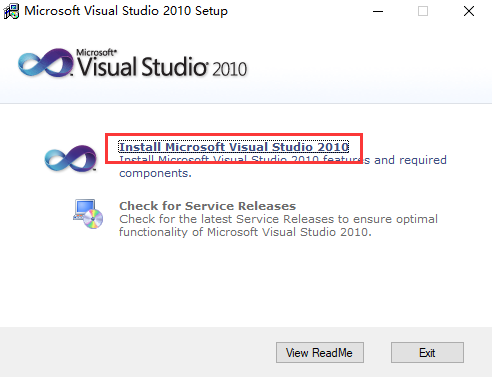 Microsoft Visual Studio 2010 Setup
Microsoft®
Visual Studio® 2010
Install Microsoft Visual Studio 2010
Install Microsoft Visual Studio 2010 features and required
components.
Check for Service Releases
Check for the latest Service Releases to ensure optimal
functionality of Microsoft Visual Studio 2010.
View ReadMe
Exit